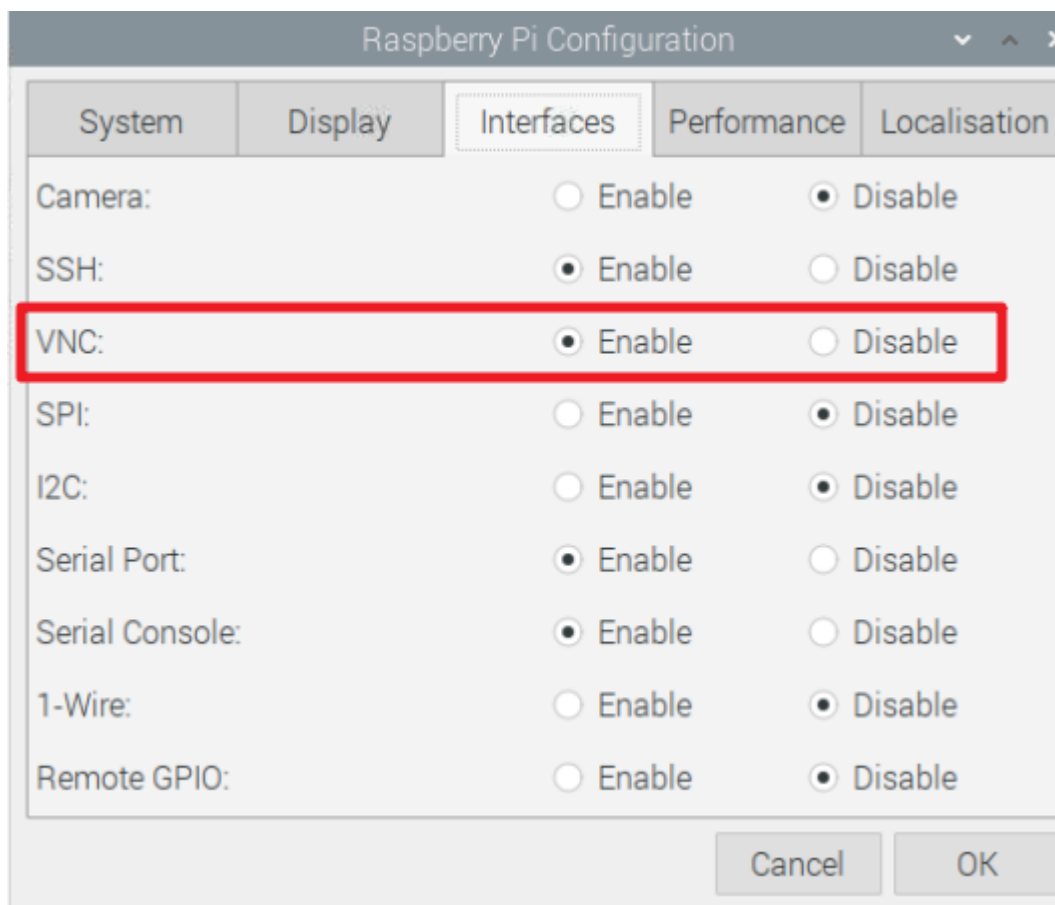 Raspberry Pi Configuration
System Display Interfaces Performance Localisation
Camera: Enable Disable
SSH: Enable Disable
VNC: Enable Disable
SPI: Enable Disable
I2C: Enable Disable
Serial Port: Enable Disable
Serial Console: Enable Disable
1-Wire: Enable Disable
Remote GPIO: Enable Disable
Cancel OK